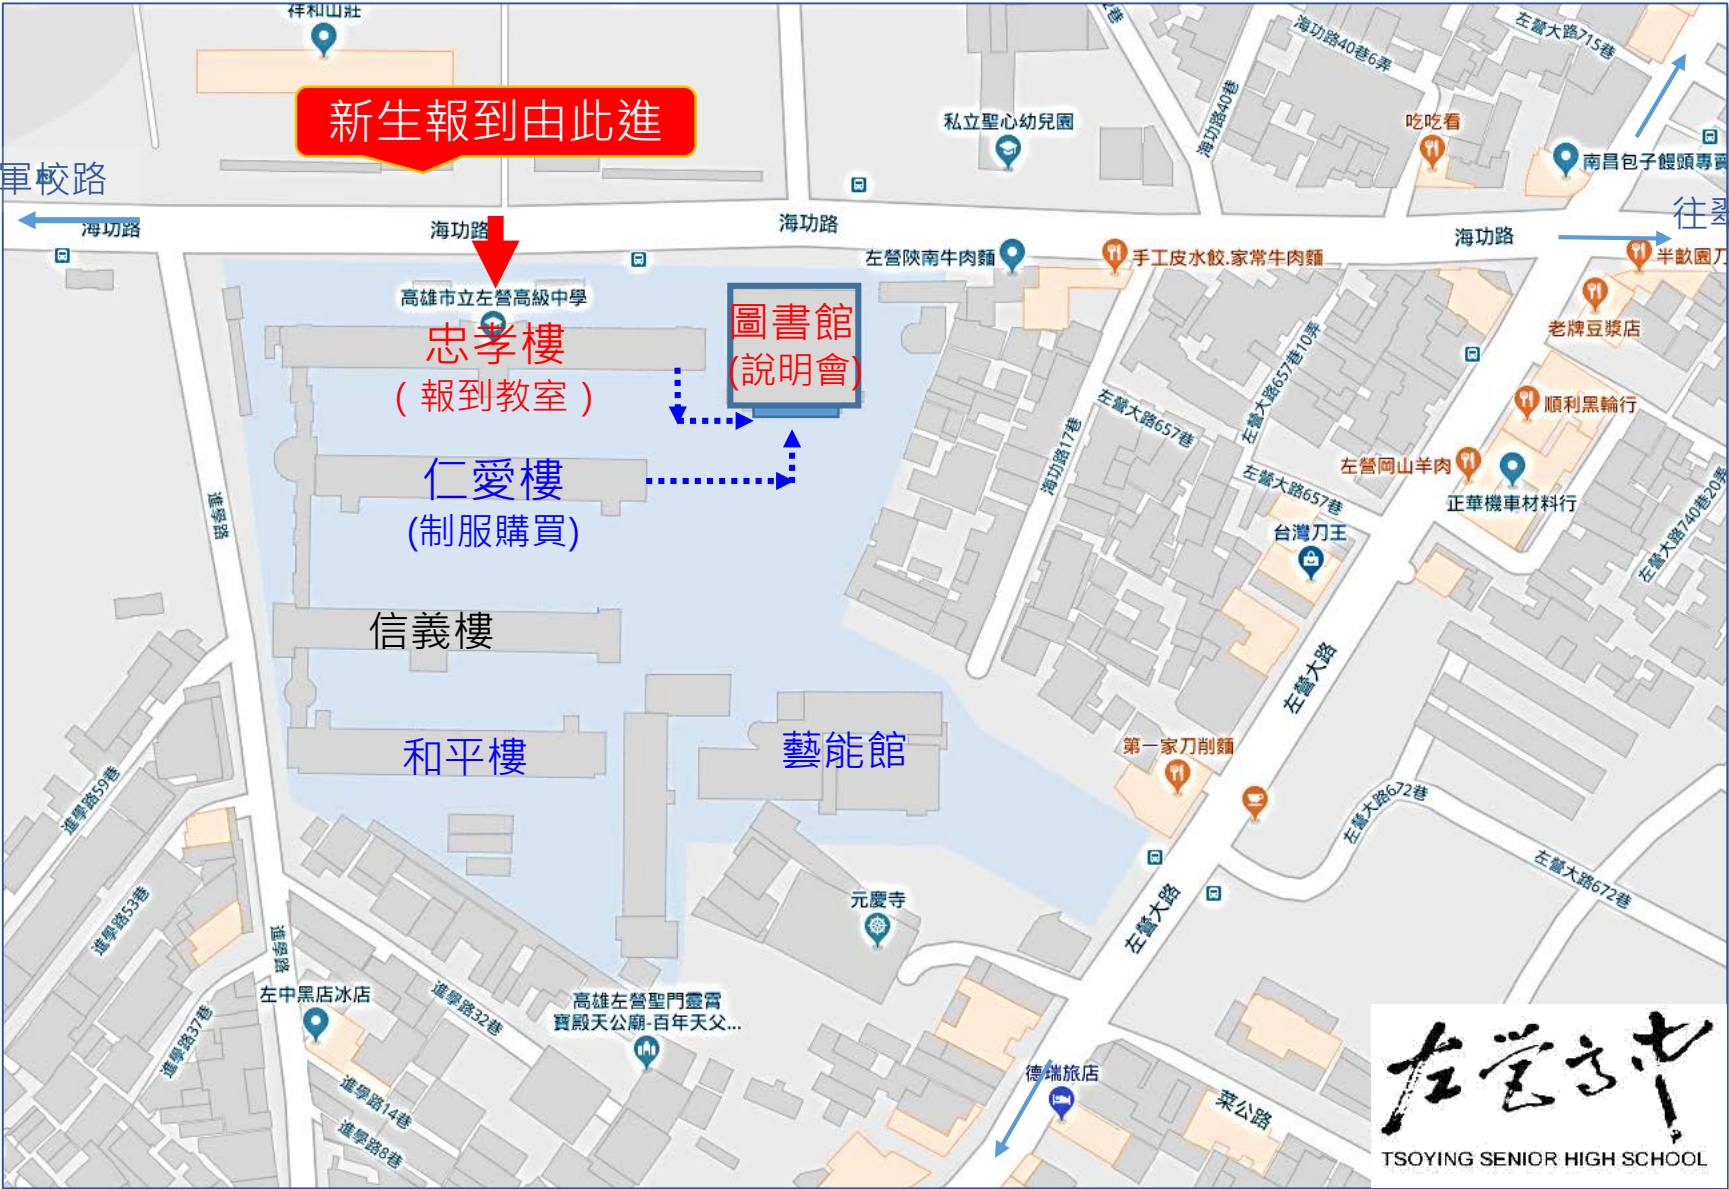 祥和山莊
新生報到由此進
私立聖心幼兒園
海功路40巷6弄
左營大路715巷
海功路40巷
吃吃看
南昌包子饅頭專賣
軍校路
往翠
海功路
海功路
海功路
海功路
左營陝南牛肉麵
手工皮水餃.家常牛肉麵
半畝園刀
高雄市立左營高級中學
忠孝樓
(報到教室)
圖書館
(說明會)
老牌豆漿店
左營大路657巷10弄
左營大路657巷
順利黑輪行
海功路17巷
仁愛樓
(制服購買)
左營岡山羊肉
左營大路657巷
正華機車材料行
左營大路740巷20弄
進學路
台灣刀王
信義樓
左營大路
和平樓
藝能館
第一家刀削麵
進學路59巷
左營大路672巷
左營大路672巷
進學路53巷
元慶寺
左營大路
進學路
左中黑店冰店
進學路32巷
高雄左營聖門靈霄
寶殿天公廟-百年天父...
進學路37巷
德瑞旅店
進學路14巷
菜公路
進學路8巷
左營高中
TSOYING SENIOR HIGH SCHOOL